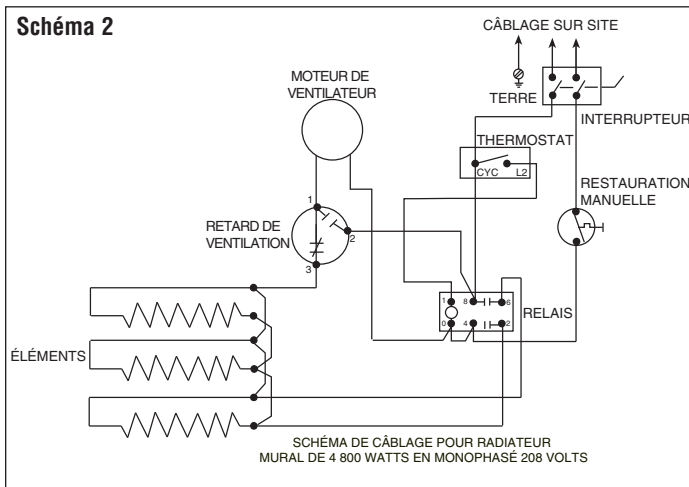 Schéma 2
CÂBLAGE SUR SITE
MOTEUR DE
VENTILATEUR
TERRE
INTERRUPTEUR
THERMOSTAT
CYC L2
RESTAURATION
MANUELLE
1
RETARD DE
VENTILATION
2
3
1 8 6
RELAIS
0 4 2
ÉLÉMENTS
SCHÉMA DE CÂBLAGE POUR RADIATEUR
MURAL DE 4 800 WATTS EN MONOPHASÉ 208 VOLTS